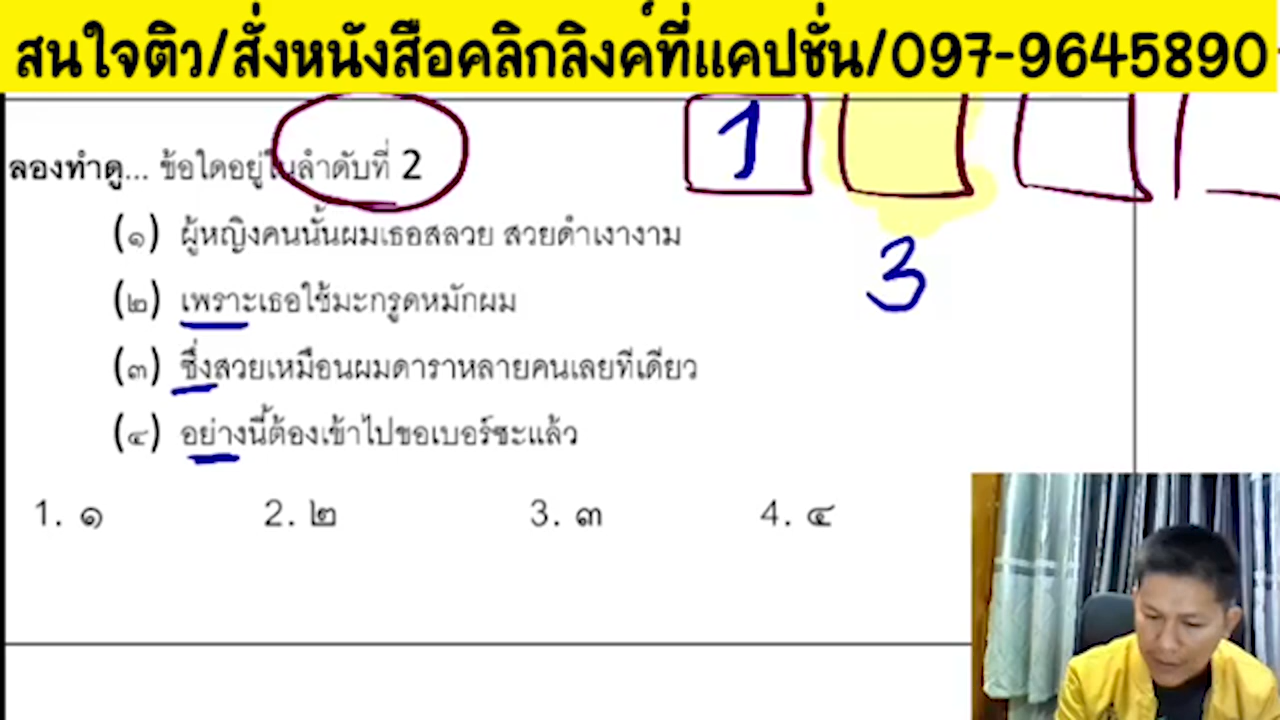 สนใจติว/สั่งหนังสือคลิกลิงค์ที่แคปชั่น/097-9645890
1
ลองทำดู... ข้อใดอยู่ในลำดับที่ 2
(๑) ผู้หญิงคนนั้นผมเธอสลวย สวยดำเงางาม
3
(๒) เพราะเธอใช้มะกรูดหมักผม
(๓) ซึ่งสวยเหมือนผมดาราหลายคนเลยทีเดียว
(๔) อย่างนี้ต้องเข้าไปขอเบอร์ซะแล้ว
1. ๑ 2. ๒ 3. ๓ 4. ๔